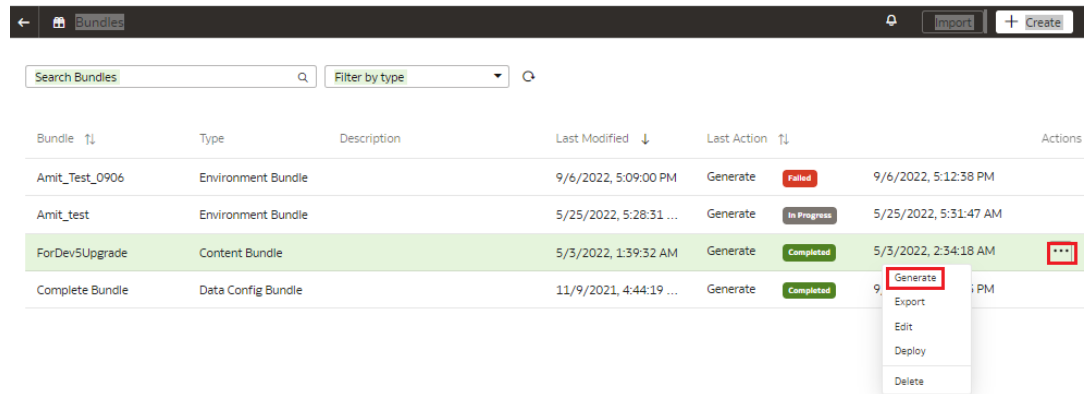 Bundles Import + Create
Search Bundles Filter by type
Bundle Type Description Last Modified Last Action Actions
Amit_Test_0906 Environment Bundle 9/6/2022, 5:09:00 PM Generate Failed 9/6/2022, 5:12:38 PM
Amit_test Environment Bundle 5/25/2022, 5:28:31 ... Generate In Progress 5/25/2022, 5:31:47 AM
ForDev5Upgrade Content Bundle 5/3/2022, 1:39:32 AM Generate Completed 5/3/2022, 2:34:18 AM ...
Generate
Complete Bundle Data Config Bundle 11/9/2021, 4:44:19 ... Generate Completed PM
Export
Edit
Deploy
Delete